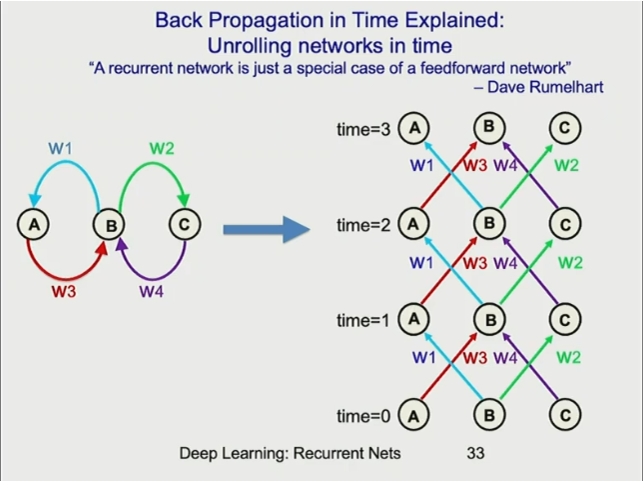 Back Propagation in Time Explained:
Unrolling networks in time
“A recurrent network is just a special case of a feedforward network”
– Dave Rumelhart
W1 W2
A B C
W3 W4
time=3 A B C
W1 W3 W4 W2
time=2 A B C
W1 W3 W4 W2
time=1 A B C
W1 W3 W4 W2
time=0 A B C
Deep Learning: Recurrent Nets 33